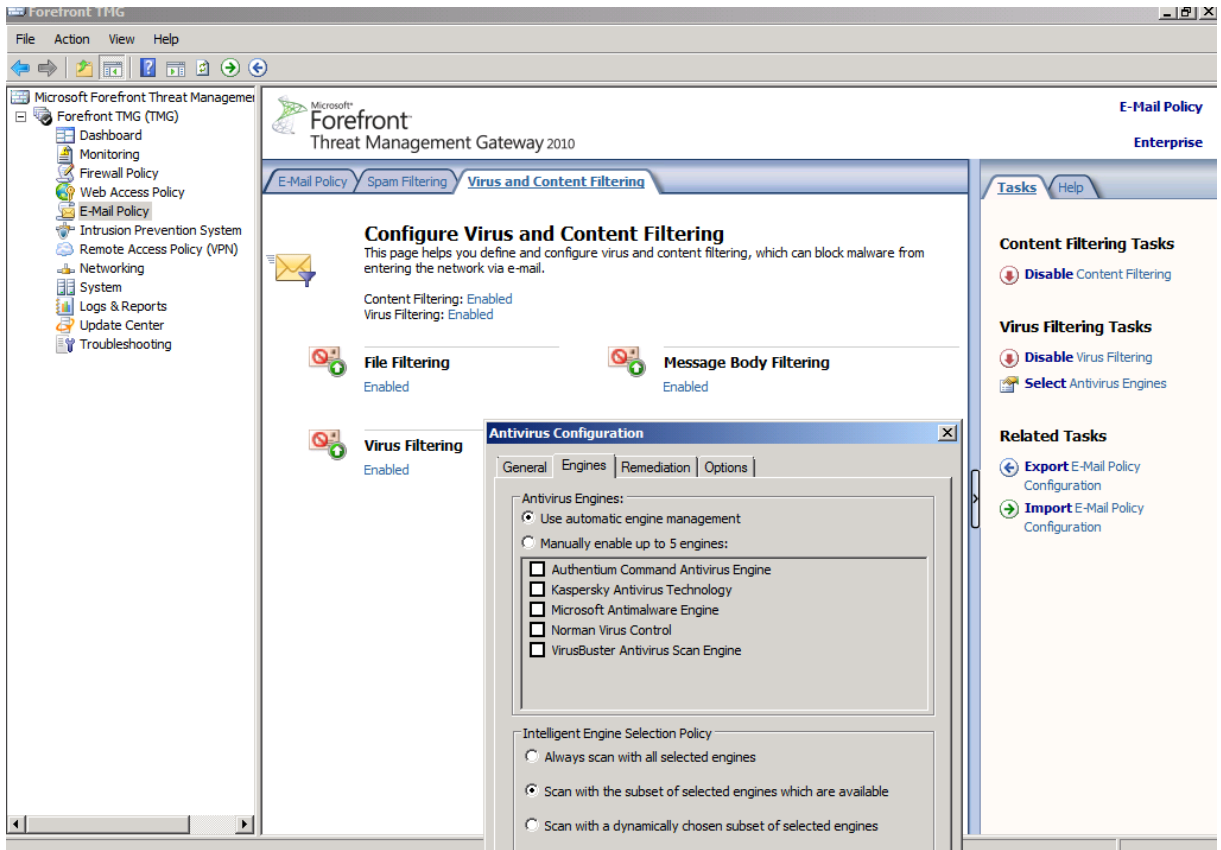 Forefront TMG
File Action View Help
Microsoft Forefront Threat Managemer
Forefront TMG (TMG)
Dashboard
Monitoring
Firewall Policy
Web Access Policy
E-Mail Policy
Intrusion Prevention System
Remote Access Policy (VPN)
Networking
System
Logs & Reports
Update Center
Troubleshooting
Microsoft®
Forefront™
Threat Management Gateway 2010
E-Mail Policy
Enterprise
E-Mail Policy Spam Filtering Virus and Content Filtering
Configure Virus and Content Filtering
This page helps you define and configure virus and content filtering, which can block malware from
entering the network via e-mail.
Content Filtering: Enabled
Virus Filtering: Enabled
File Filtering
Enabled
Message Body Filtering
Enabled
Virus Filtering
Enabled
Antivirus Configuration
General Engines Remediation Options
Antivirus Engines:
Use automatic engine management
Manually enable up to 5 engines:
Authentium Command Antivirus Engine
Kaspersky Antivirus Technology
Microsoft Antimalware Engine
Norman Virus Control
VirusBuster Antivirus Scan Engine
Intelligent Engine Selection Policy
Always scan with all selected engines
Scan with the subset of selected engines which are available
Scan with a dynamically chosen subset of selected engines
Tasks Help
Content Filtering Tasks
Disable Content Filtering
Virus Filtering Tasks
Disable Virus Filtering
Select Antivirus Engines
Related Tasks
Export E-Mail Policy
Configuration
Import E-Mail Policy
Configuration